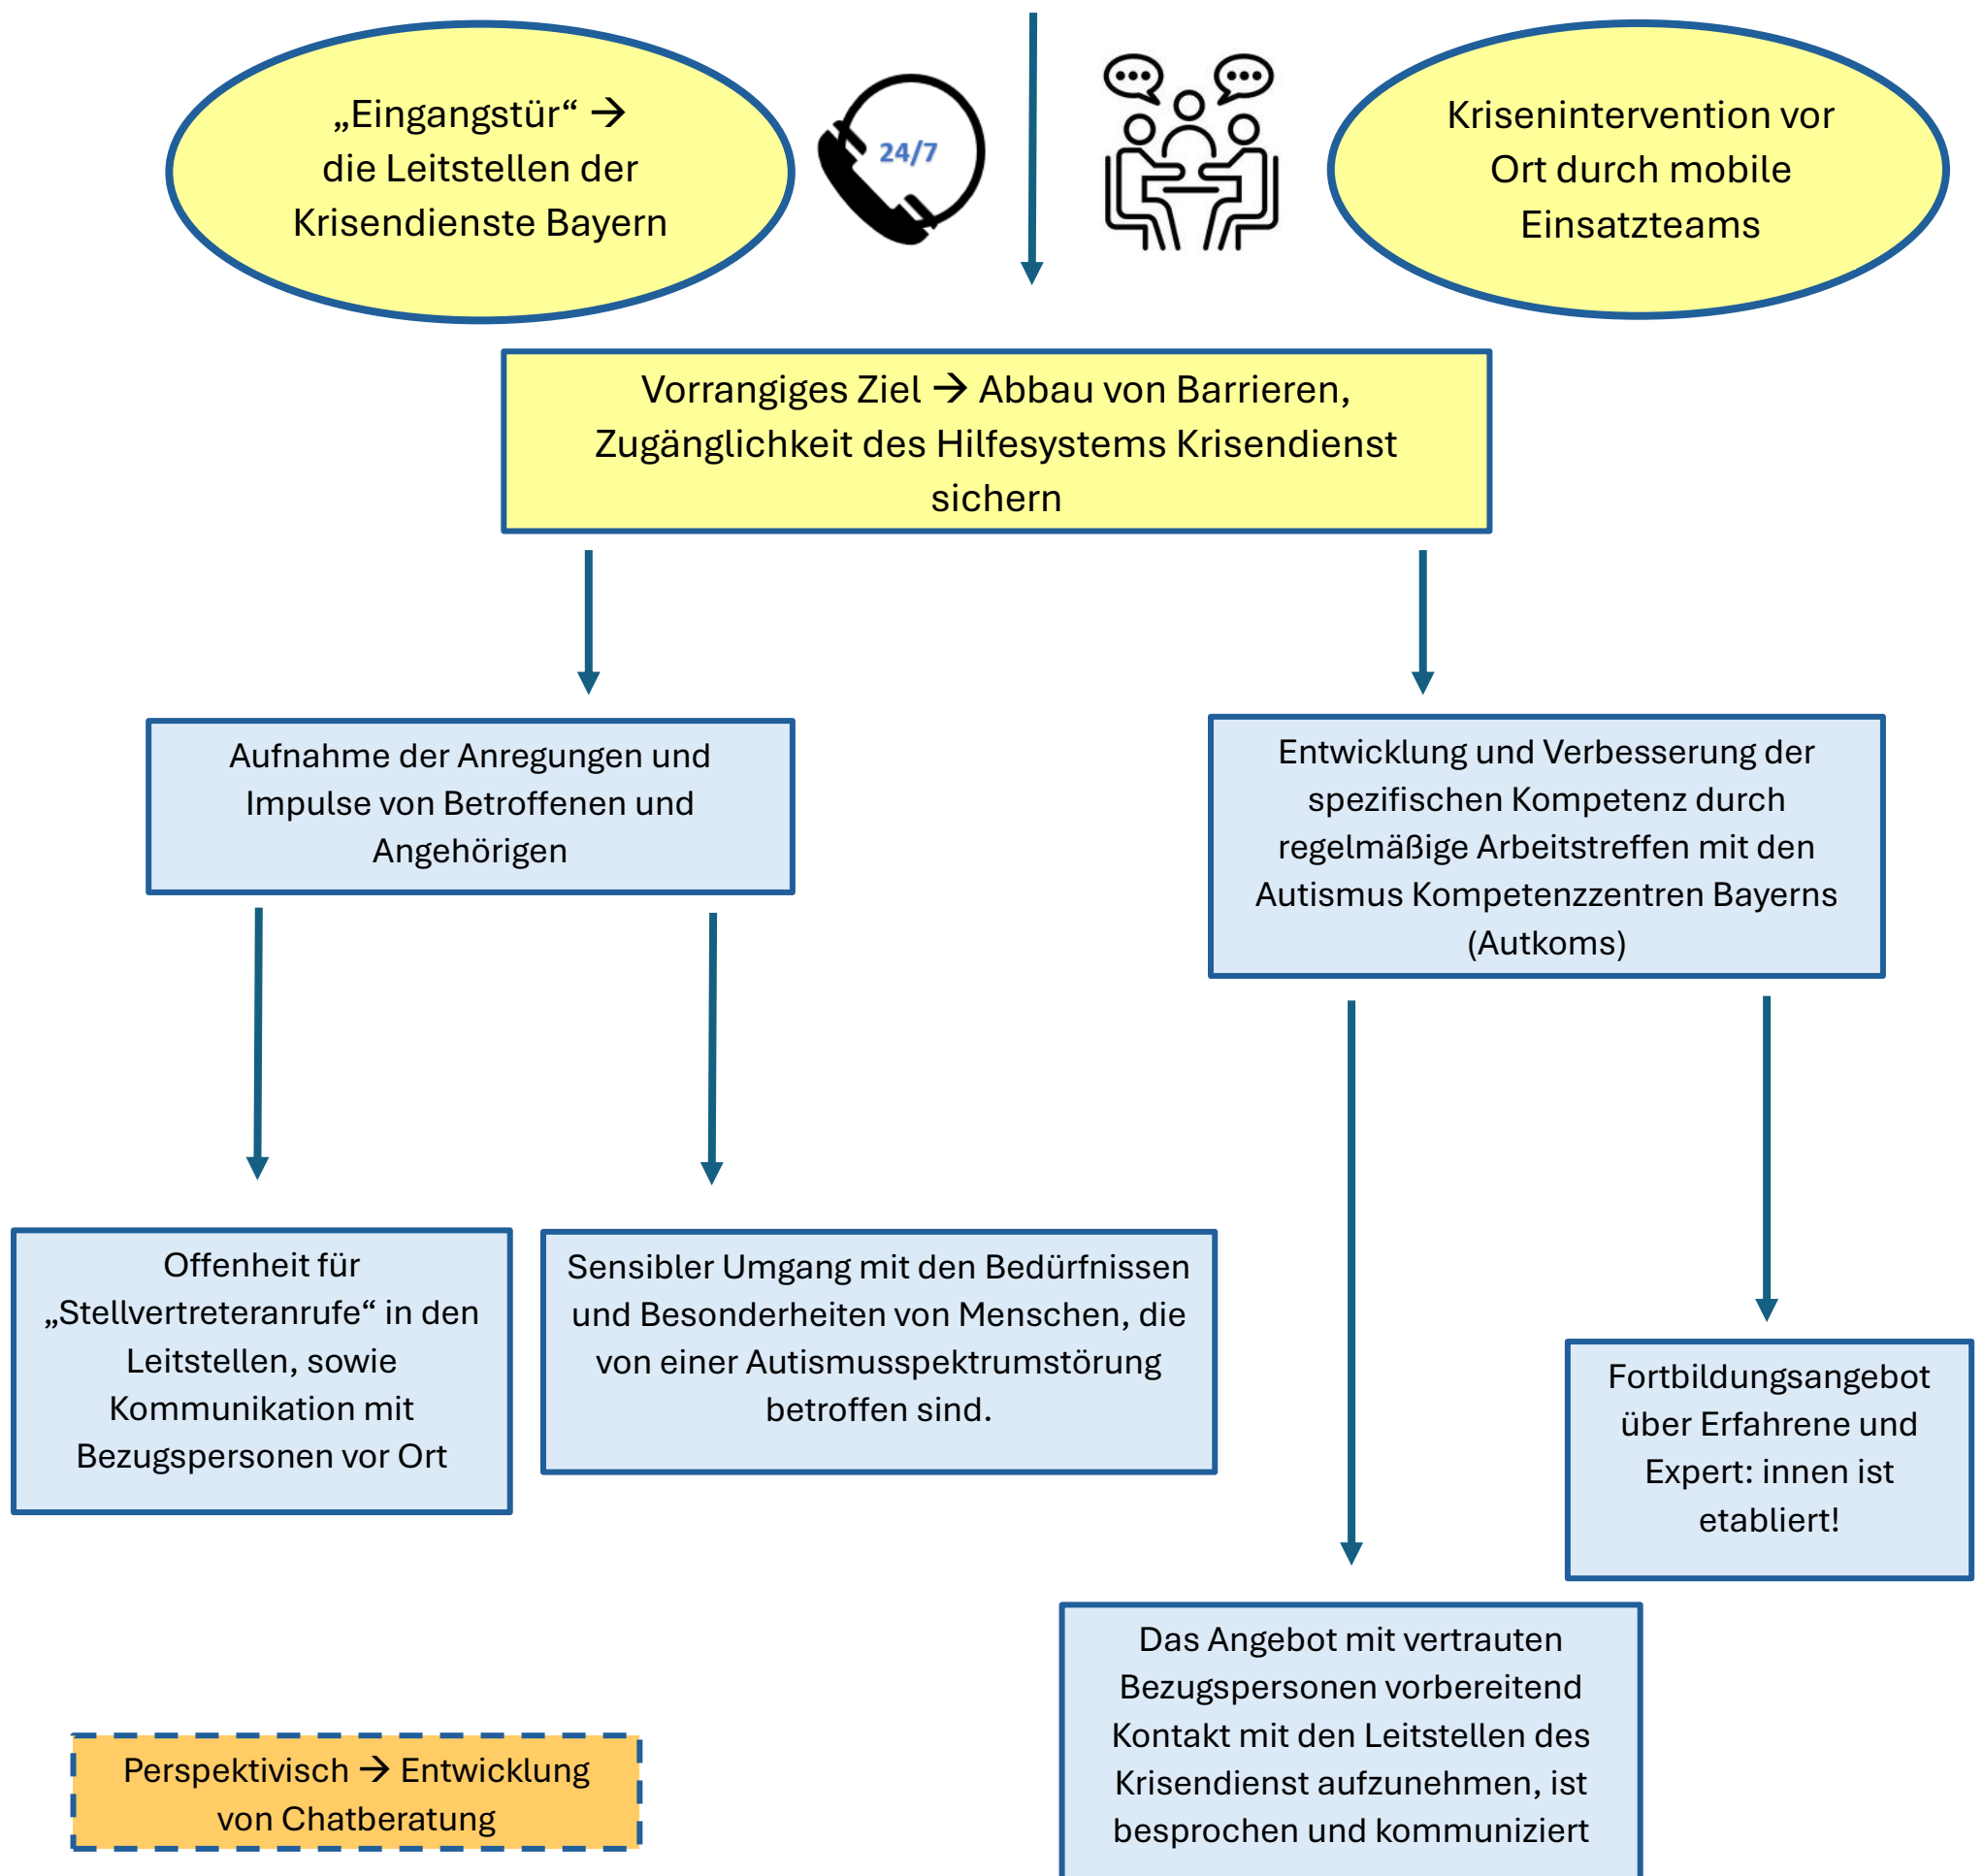 „Eingangstür“ →
die Leitstellen der
Krisendienste Bayern
24/7
Krisenintervention vor
Ort durch mobile
Einsatzteams
Vorrangiges Ziel → Abbau von Barrieren,
Zugänglichkeit des Hilfesystems Krisendienst
sichern
Aufnahme der Anregungen und
Impulse von Betroffenen und
Angehörigen
Entwicklung und Verbesserung der
spezifischen Kompetenz durch
regelmäßige Arbeitstreffen mit den
Autismus Kompetenzzentren Bayerns
(Autkoms)
Offenheit für
„Stellvertreteranrufe“ in den
Leitstellen, sowie
Kommunikation mit
Bezugspersonen vor Ort
Sensibler Umgang mit den Bedürfnissen
und Besonderheiten von Menschen, die
von einer Autismusspektrumstörung
betroffen sind.
Fortbildungsangebot
über Erfahrene und
Expert: innen ist
etabliert!
Das Angebot mit vertrauten
Bezugspersonen vorbereitend
Kontakt mit den Leitstellen des
Krisendienst aufzunehmen, ist
besprochen und kommuniziert
Perspektivisch → Entwicklung
von Chatberatung